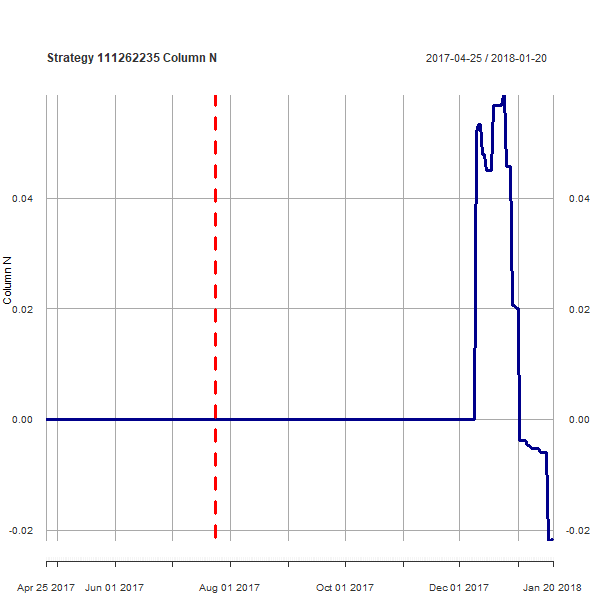 Strategy 111262235 Column N
2017-04-25 / 2018-01-20
0.04 0.04
0.02 0.02
0.00 0.00
-0.02 -0.02
Column N
Apr 25 2017 Jun 01 2017 Aug 01 2017 Oct 01 2017 Dec 01 2017 Jan 20 2018